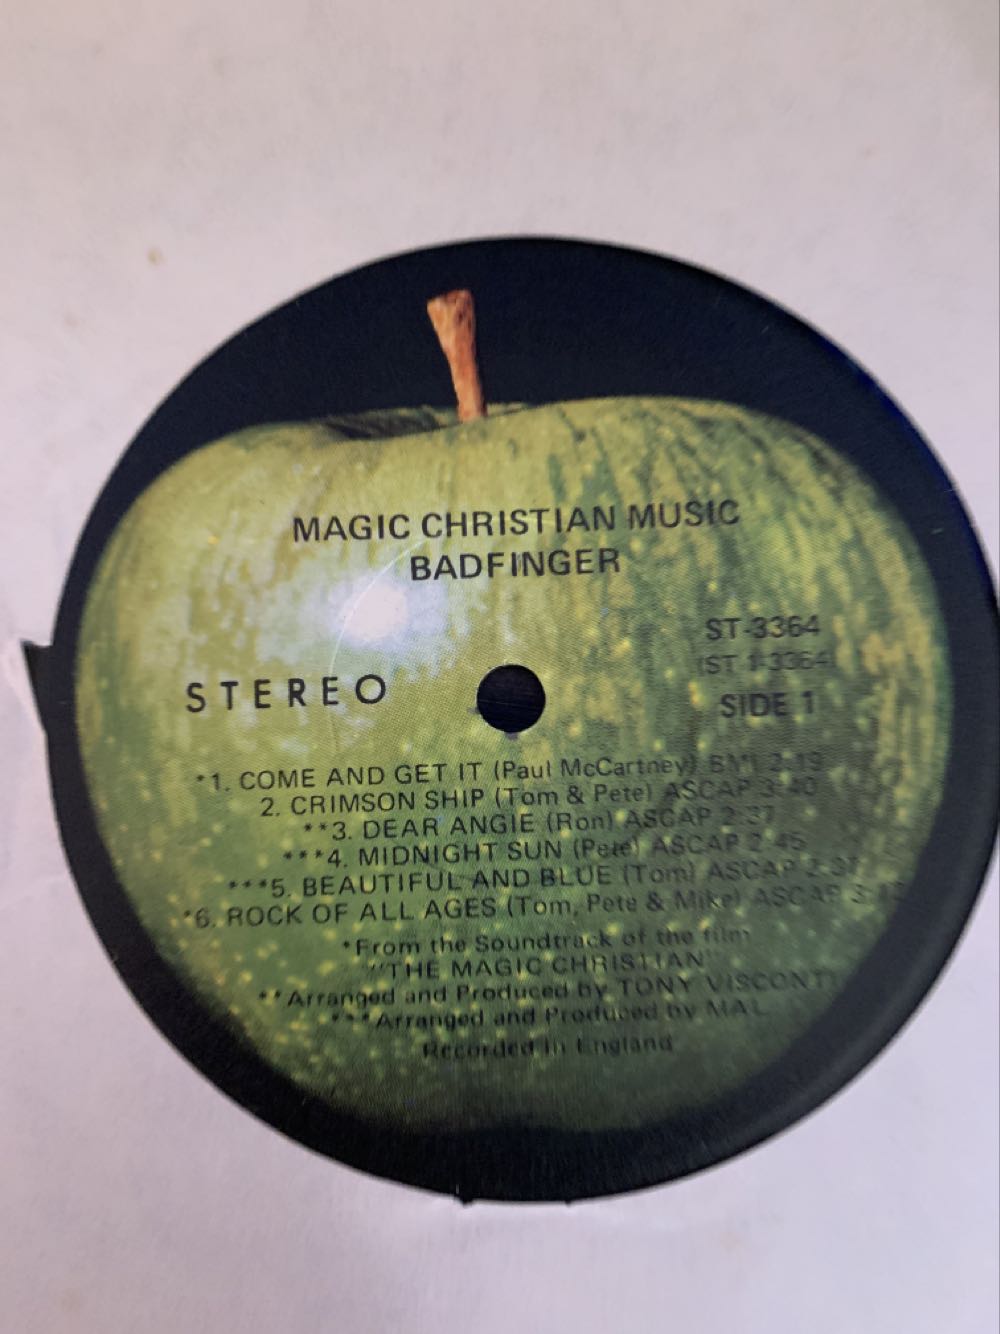 MAGIC CHRISTIAN MUSIC
BADFINGER
ST-3364
(ST 1-3364)
STEREO
SIDE 1
*1. COME AND GET IT (Paul McCartney) BMI 2:19
2. CRIMSON SHIP (Tom & Pete) ASCAP 3:40
**3. DEAR ANGIE (Ron) ASCAP 2:37
***4. MIDNIGHT SUN (Pete) ASCAP 2:45
***5. BEAUTIFUL AND BLUE (Tom) ASCAP
*6. ROCK OF ALL AGES (Tom, Pete & Mike) ASCAP
*From the Soundtrack of the film
"THE MAGIC CHRISTIAN"
**Arranged and Produced by TONY VISCONTI
***Arranged and Produced by MAL
Recorded in England